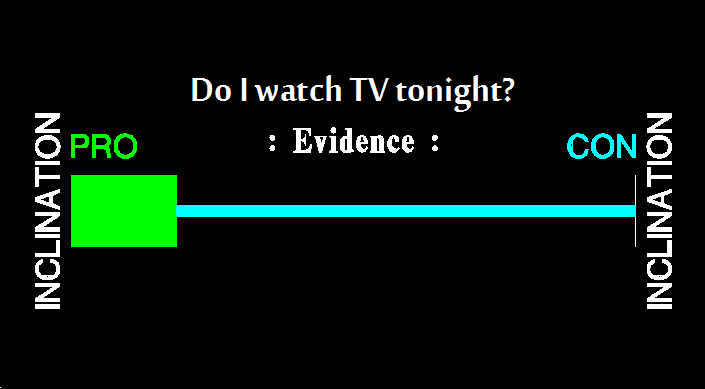 Do I watch TV tonight?
: Evidence :
PRO
CON
INCLINATION
INCLINATION